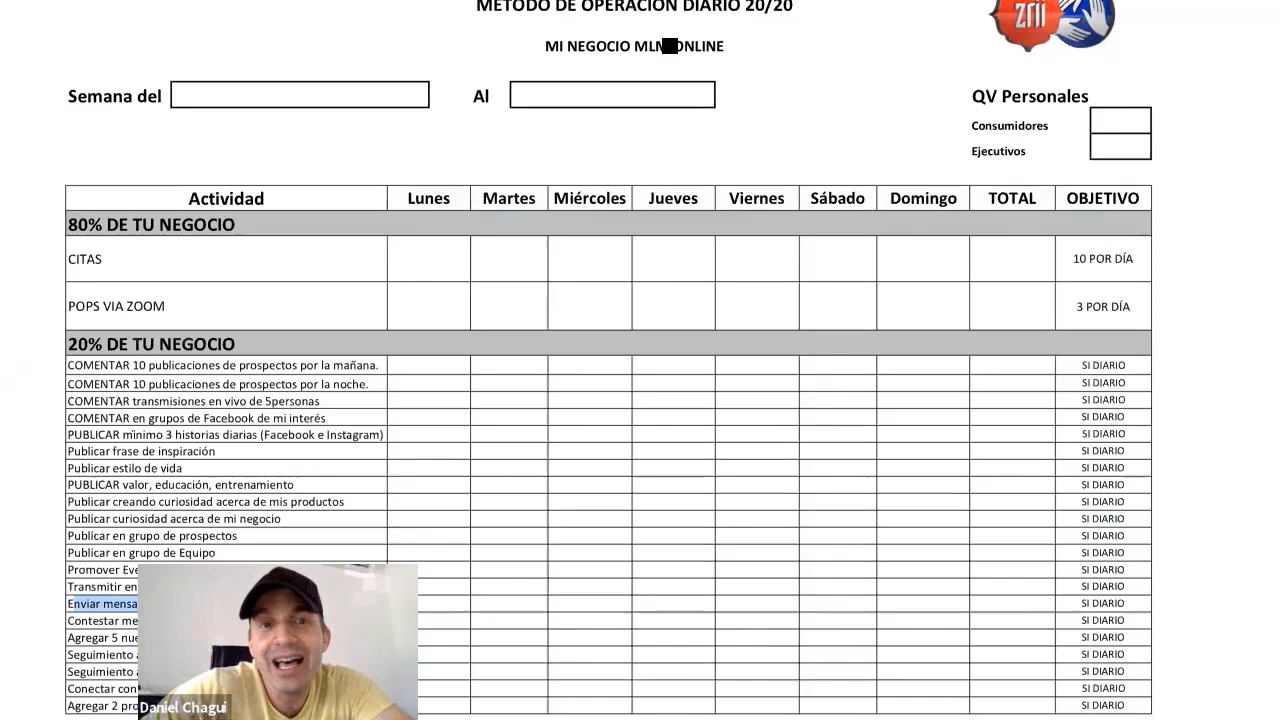 METODO DE OPERACIÓN DIARIO 20/20
zrii
MI NEGOCIO MLM ONLINE
Semana del
Al
QV Personales
Consumidores
Ejecutivos
Actividad Lunes Martes Miércoles Jueves Viernes Sábado Domingo TOTAL OBJETIVO
80% DE TU NEGOCIO
CITAS 10 POR DÍA
POPS VIA ZOOM 3 POR DÍA
20% DE TU NEGOCIO
COMENTAR 10 publicaciones de prospectos por la mañana. SI DIARIO
COMENTAR 10 publicaciones de prospectos por la noche. SI DIARIO
COMENTAR transmisiones en vivo de 5personas SI DIARIO
COMENTAR en grupos de Facebook de mi interés SI DIARIO
PUBLICAR mìnimo 3 historias diarias (Facebook e Instagram) SI DIARIO
Publicar frase de inspiración SI DIARIO
Publicar estilo de vida SI DIARIO
PUBLICAR valor, educación, entrenamiento SI DIARIO
Publicar creando curiosidad acerca de mis productos SI DIARIO
Publicar curiosidad acerca de mi negocio SI DIARIO
Publicar en grupo de prospectos SI DIARIO
Publicar en grupo de Equipo SI DIARIO
Promover Eve SI DIARIO
Transmitir en SI DIARIO
Enviar mensa SI DIARIO
Contestar me SI DIARIO
Agregar 5 nue SI DIARIO
Seguimiento a SI DIARIO
Seguimiento a SI DIARIO
Conectar con SI DIARIO
Agregar 2 pro SI DIARIO
Daniel Chagui